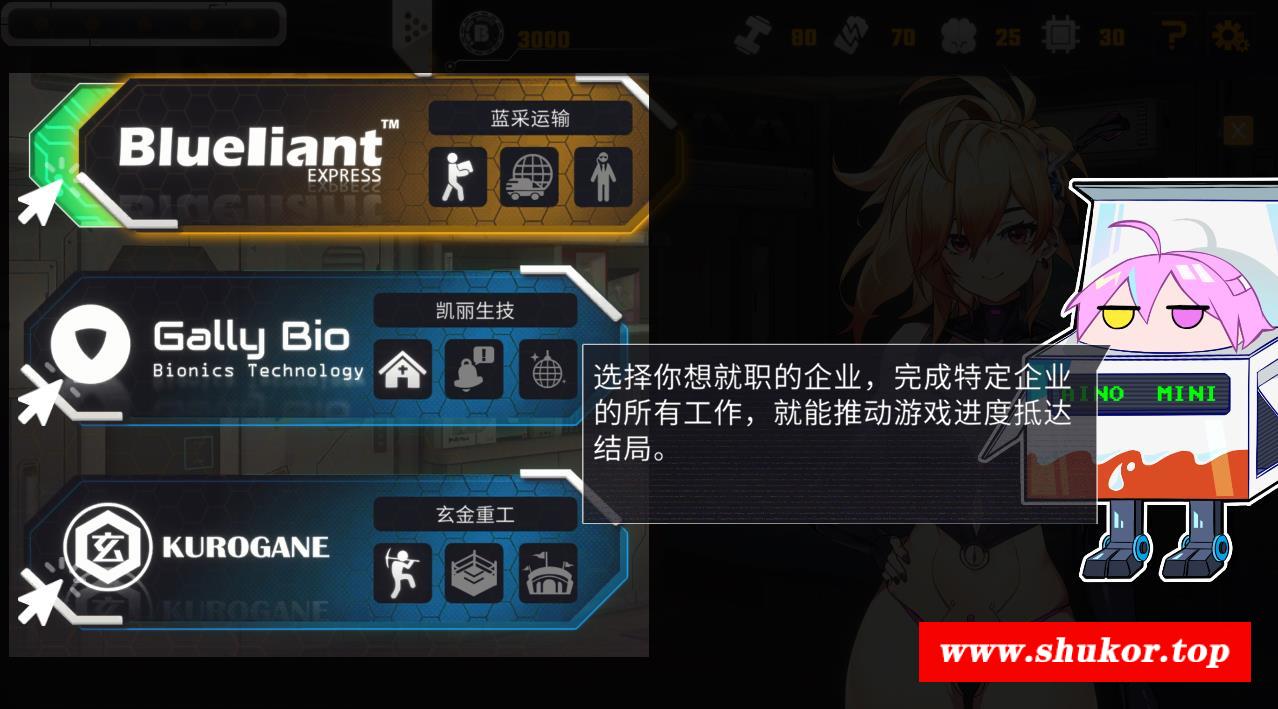 B
3000
80
70
25
30
?
Blueliant™
EXPRESS
蓝采运输
Gally Bio
Bionics Technology
凯丽生技
选择你想就职的企业，完成特定企业
的所有工作，就能推动游戏进度抵达
结局。
AINO MINI
玄
KUROGANE
玄金重工
www.shukor.top